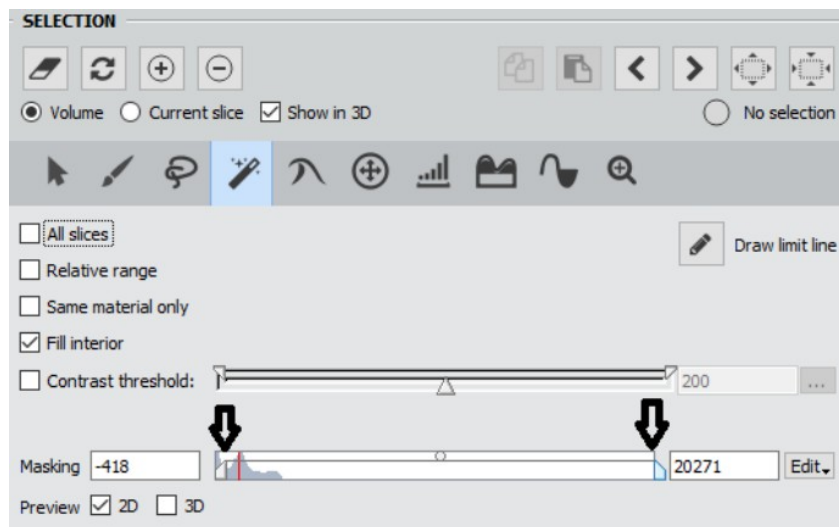 SELECTION
Volume Current slice Show in 3D No selection
All slices Draw limit line
Relative range
Same material only
Fill interior
Contrast threshold: 200 ...
Masking -418 20271 Edit
Preview 2D 3D